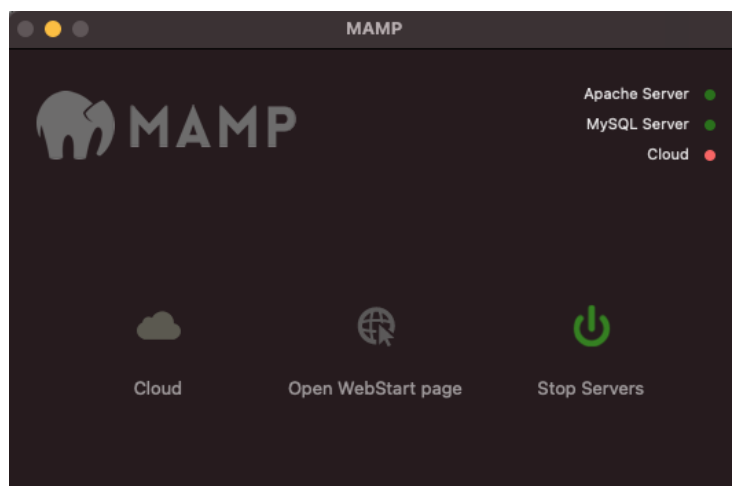 MAMP
MAMP
Apache Server
MySQL Server
Cloud
Cloud
Open WebStart page
Stop Servers